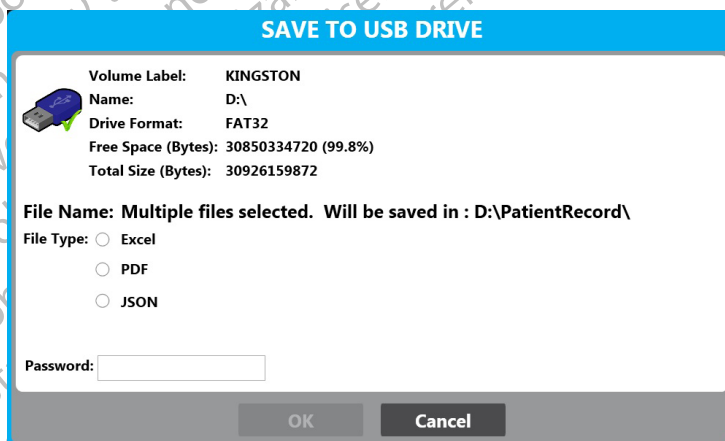 SAVE TO USB DRIVE
Volume Label: KINGSTON
Name: D:\
Drive Format: FAT32
Free Space (Bytes): 30850334720 (99.8%)
Total Size (Bytes): 30926159872
File Name: Multiple files selected. Will be saved in : D:\PatientRecord\
File Type: Excel
PDF
JSON
Password:
OK Cancel